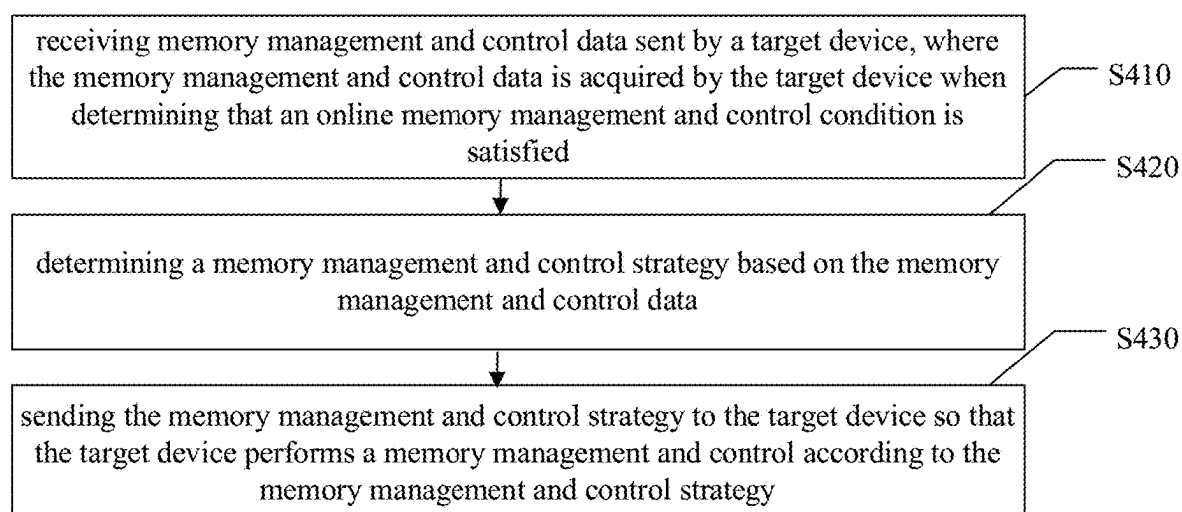 receiving memory management and control data sent by a target device, where
the memory management and control data is acquired by the target device when
determining that an online memory management and control condition is
satisfied
S410
S420
determining a memory management and control strategy based on the memory
management and control data
S430
sending the memory management and control strategy to the target device so that
the target device performs a memory management and control according to the
memory management and control strategy